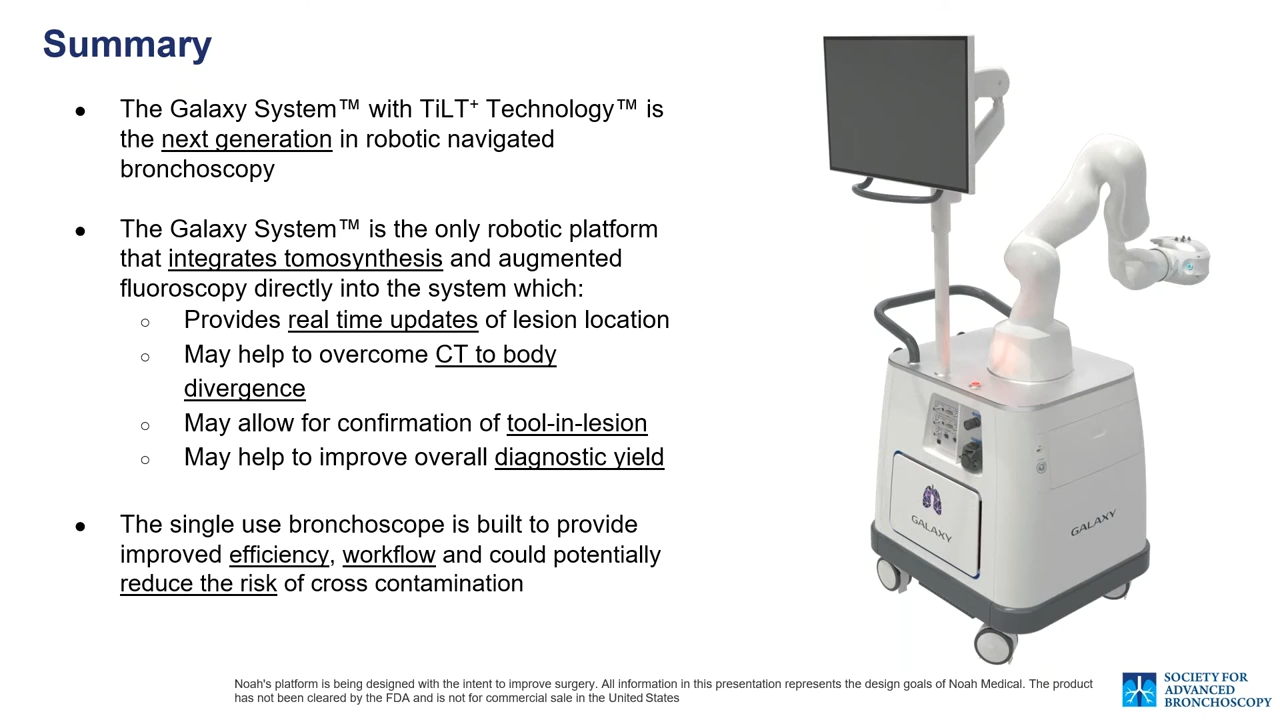 Summary
● The Galaxy System™ with TiLT⁺ Technology™ is
the next generation in robotic navigated
bronchoscopy
● The Galaxy System™ is the only robotic platform
that integrates tomosynthesis and augmented
fluoroscopy directly into the system which:
○ Provides real time updates of lesion location
○ May help to overcome CT to body
divergence
○ May allow for confirmation of tool-in-lesion
○ May help to improve overall diagnostic yield
● The single use bronchoscope is built to provide
improved efficiency, workflow and could potentially
reduce the risk of cross contamination
GALAXY
GALAXY
Noah's platform is being designed with the intent to improve surgery. All information in this presentation represents the design goals of Noah Medical. The product
has not been cleared by the FDA and is not for commercial sale in the United States
SOCIETY FOR
ADVANCED
BRONCHOSCOPY